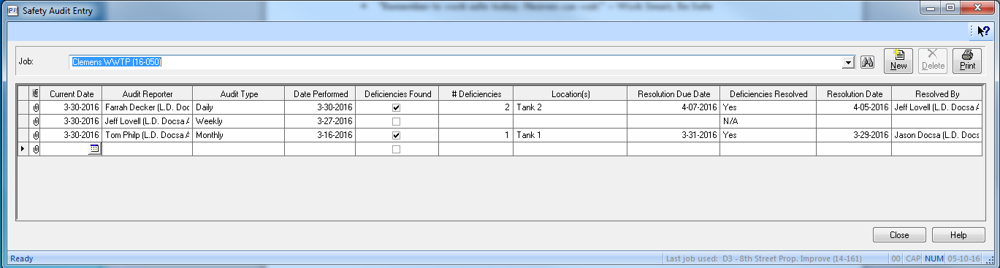 "Remember to work safe today. Heaven can wait" – Work Smart, Be Safe
PJ Safety Audit Entry
Job: Clemens WWTP (16-050) New Delete Print
Current Date Audit Reporter Audit Type Date Performed Deficiencies Found # Deficiencies Location(s) Resolution Due Date Deficiencies Resolved Resolution Date Resolved By
3-30-2016 Farrah Decker (L.D. Doc Daily 3-30-2016 2 Tank 2 4-07-2016 Yes 4-05-2016 Jeff Lovell (L.D. Docsa A
3-30-2016 Jeff Lovell (L.D. Docsa A Weekly 3-27-2016 N/A
3-30-2016 Tom Philp (L.D. Docsa A Monthly 3-16-2016 1 Tank 1 3-31-2016 Yes 3-29-2016 Jason Docsa (L.D. Docs
Close Help
Ready Last job used: D3 - 8th Street Prop. Improve (14-161) 00 CAP NUM 05-10-16